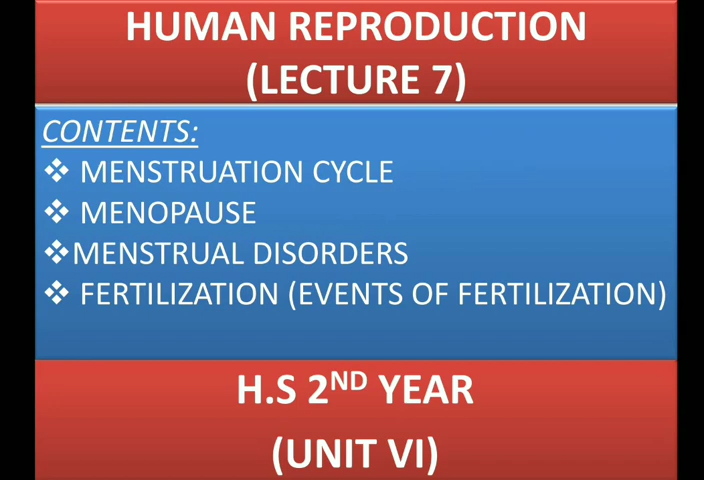 HUMAN REPRODUCTION
(LECTURE 7)
CONTENTS:
❖ MENSTRUATION CYCLE
❖ MENOPAUSE
❖MENSTRUAL DISORDERS
❖ FERTILIZATION (EVENTS OF FERTILIZATION)
H.S 2ND YEAR
(UNIT VI)